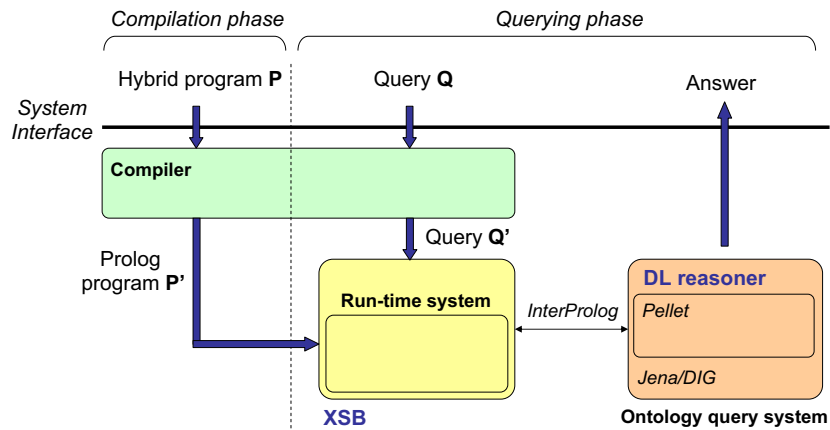 Compilation phase
Querying phase
Hybrid program P
Query Q
Answer
System
Interface
Compiler
Prolog
program P’
Query Q’
Run-time system
XSB
InterProlog
DL reasoner
Pellet
Jena/DIG
Ontology query system